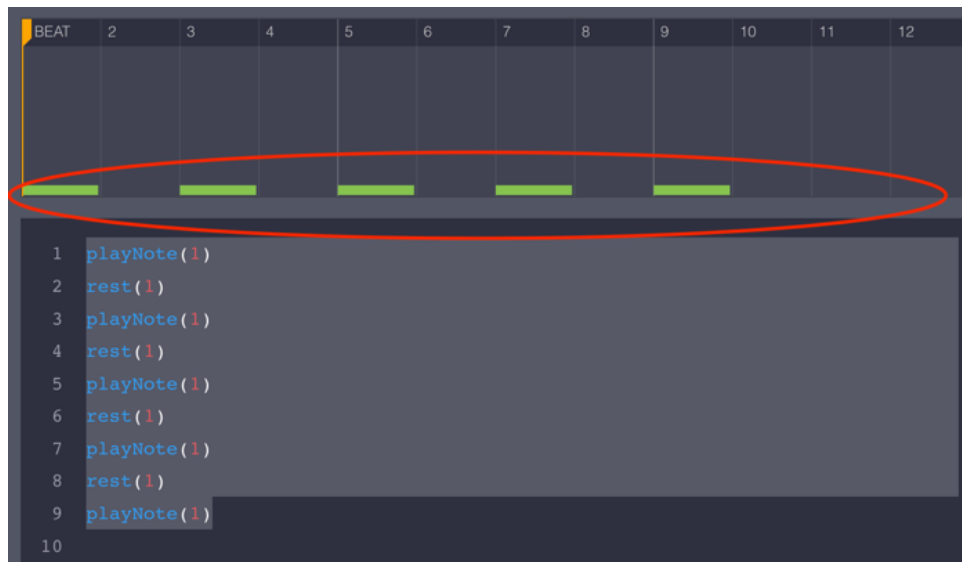 BEAT 2 3 4 5 6 7 8 9 10 11 12
1 playNote(1)
2 rest(1)
3 playNote(1)
4 rest(1)
5 playNote(1)
6 rest(1)
7 playNote(1)
8 rest(1)
9 playNote(1)
10